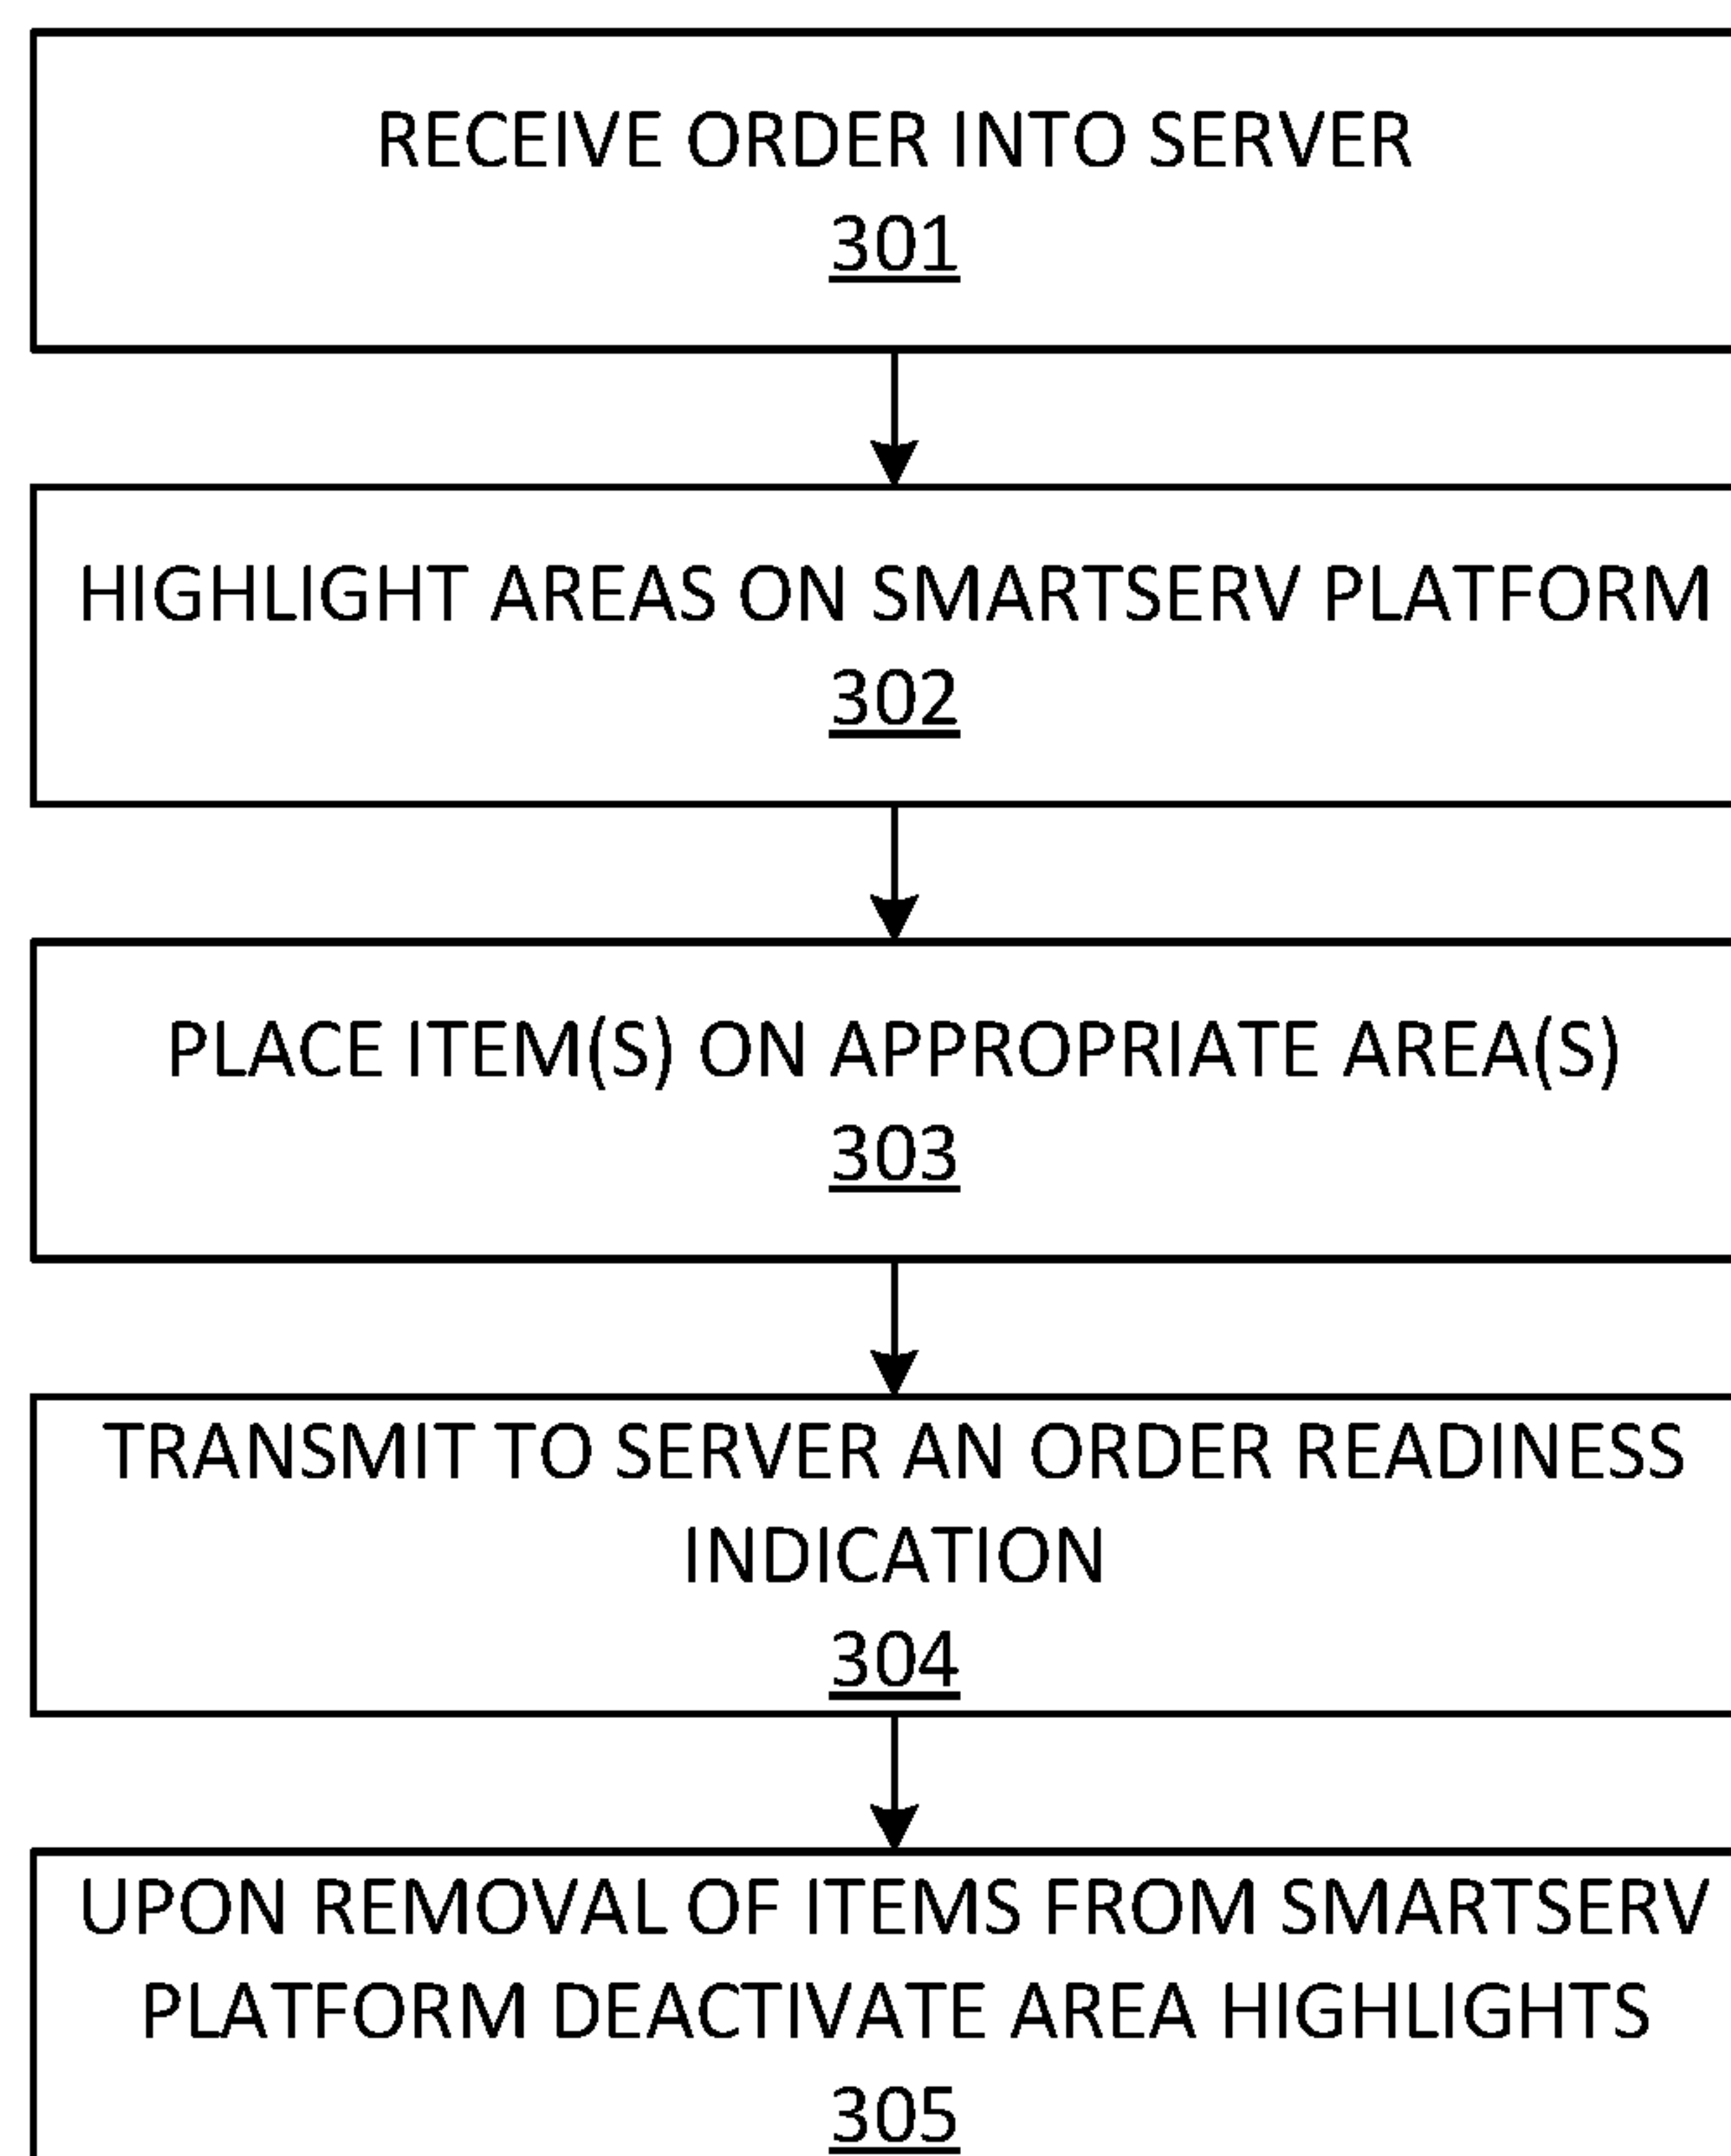 RECEIVE ORDER INTO SERVER
301
HIGHLIGHT AREAS ON SMARTSERV PLATFORM
302
PLACE ITEM(S) ON APPROPRIATE AREA(S)
303
TRANSMIT TO SERVER AN ORDER READINESS
INDICATION
304
UPON REMOVAL OF ITEMS FROM SMARTSERV
PLATFORM DEACTIVATE AREA HIGHLIGHTS
305